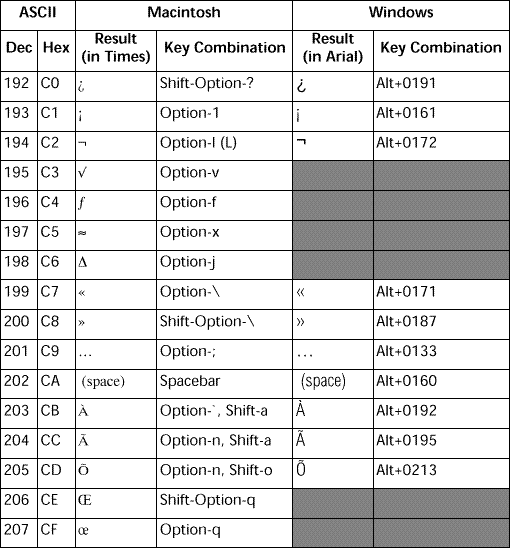 ASCII Macintosh Windows
Dec Hex Result (in Times) Key Combination Result (in Arial) Key Combination
192 C0 ¿ Shift-Option-? ¿ Alt+0191
193 C1 ¡ Option-1 ¡ Alt+0161
194 C2 ¬ Option-l (L) ¬ Alt+0172
195 C3 √ Option-v
196 C4 ƒ Option-f
197 C5 ≈ Option-x
198 C6 Δ Option-j
199 C7 « Option-\ « Alt+0171
200 C8 » Shift-Option-\ » Alt+0187
201 C9 … Option-; … Alt+0133
202 CA (space) Spacebar (space) Alt+0160
203 CB À Option-`, Shift-a À Alt+0192
204 CC Ã Option-n, Shift-a Ã Alt+0195
205 CD Õ Option-n, Shift-o Õ Alt+0213
206 CE Œ Shift-Option-q
207 CF œ Option-q